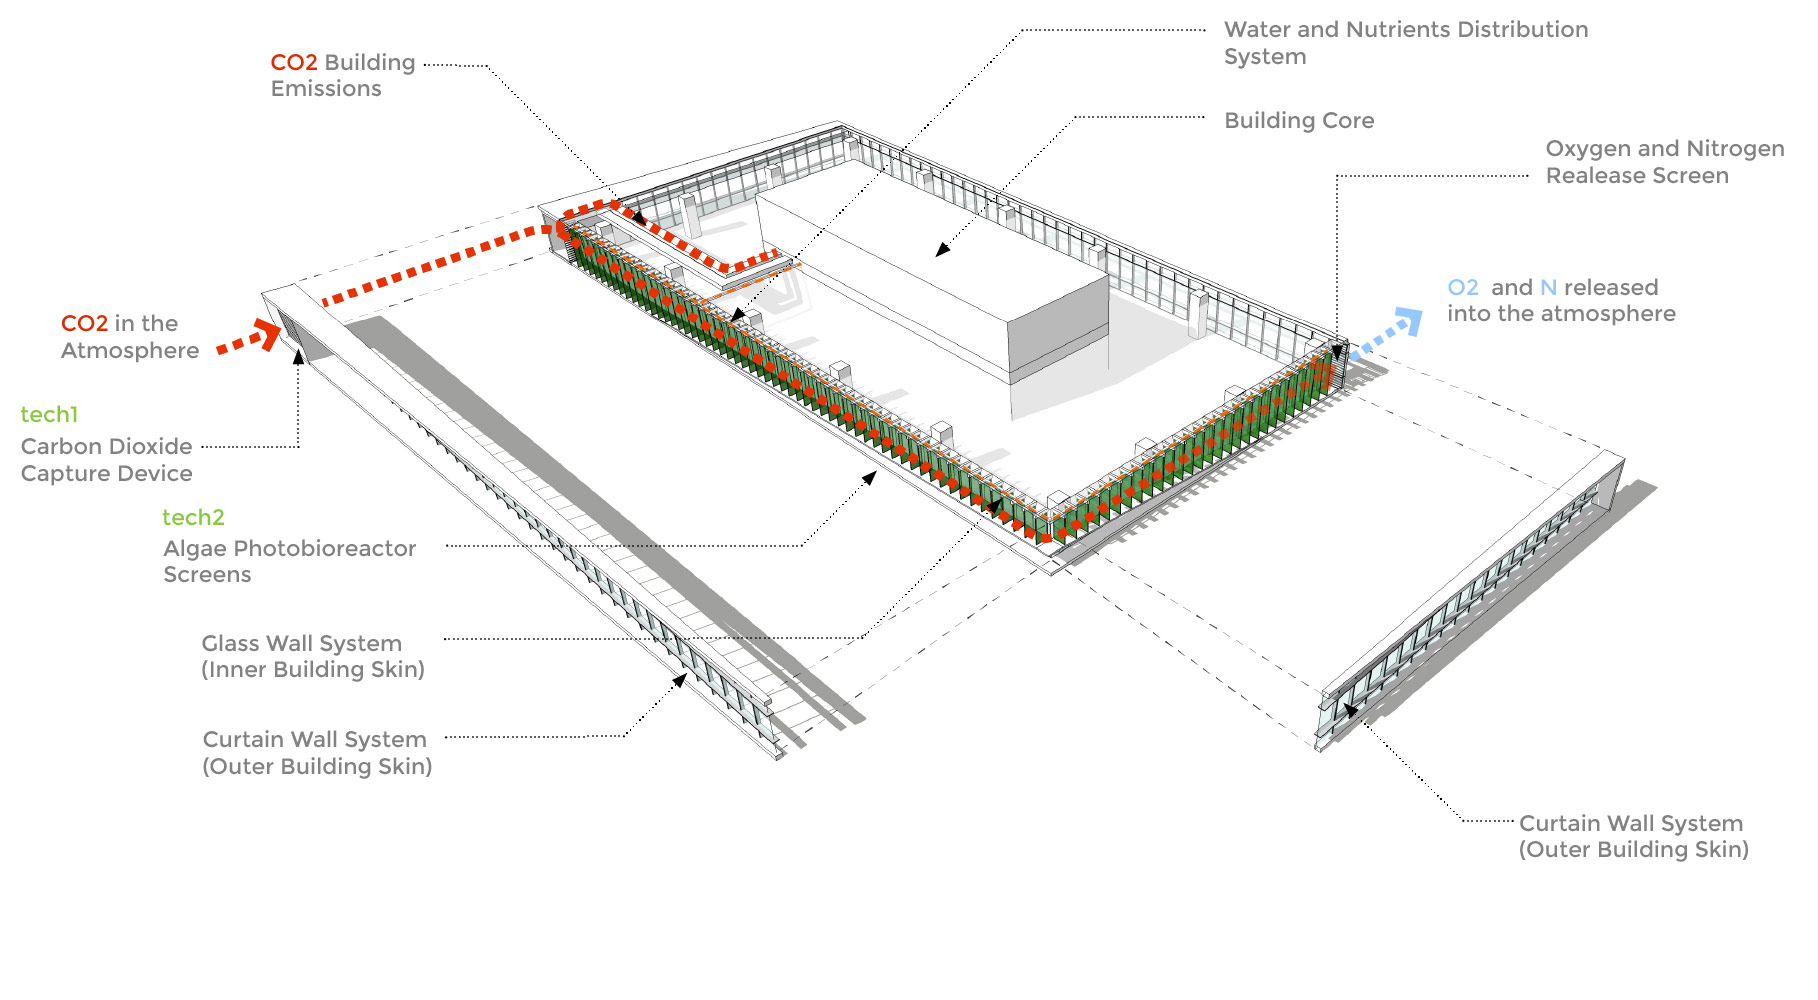 Water and Nutrients Distribution
System
CO2 Building
Emissions
Building Core
Oxygen and Nitrogen
Realease Screen
O2 and N released
into the atmosphere
CO2 in the
Atmosphere
tech1
Carbon Dioxide
Capture Device
tech2
Algae Photobioreactor
Screens
Glass Wall System
(Inner Building Skin)
Curtain Wall System
(Outer Building Skin)
Curtain Wall System
(Outer Building Skin)